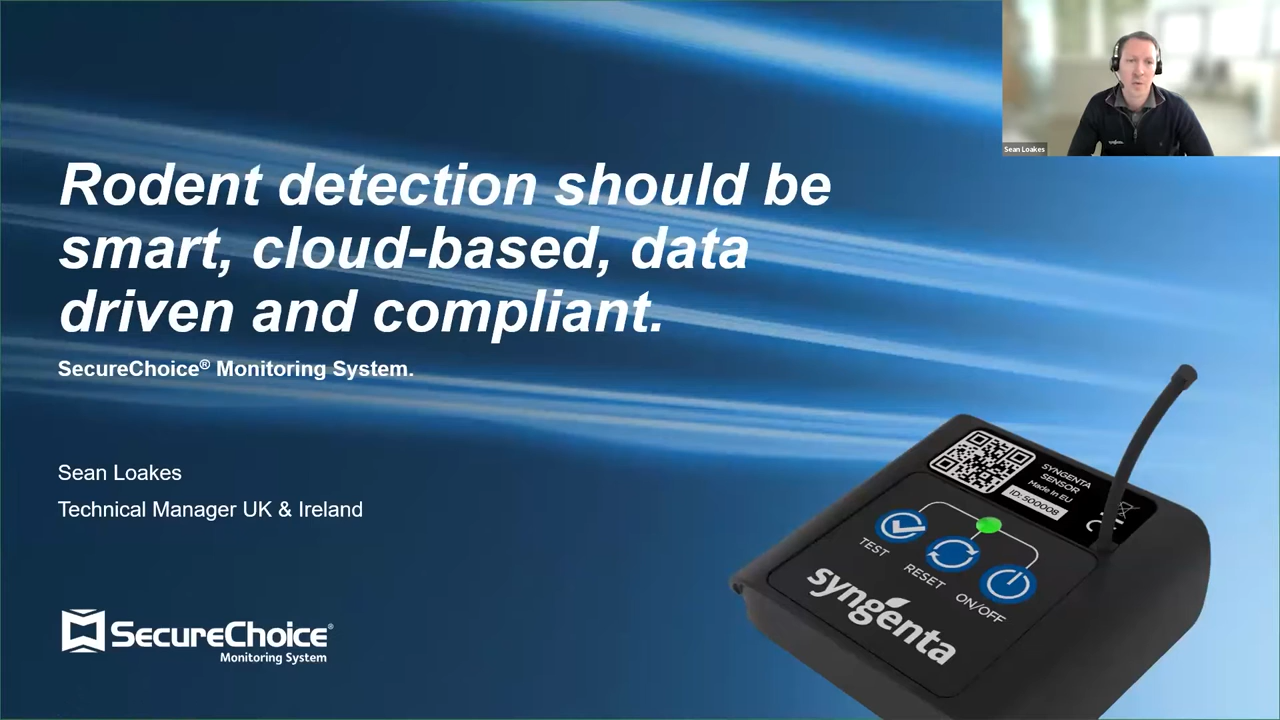 Sean Loakes
Rodent detection should be
smart, cloud-based, data
driven and compliant.
SecureChoice® Monitoring System.
Sean Loakes
Technical Manager UK & Ireland
SecureChoice®
Monitoring System
SYNGENTA
SENSOR
Made in EU
ID: S00008
TEST
RESET
ON/OFF
syngenta